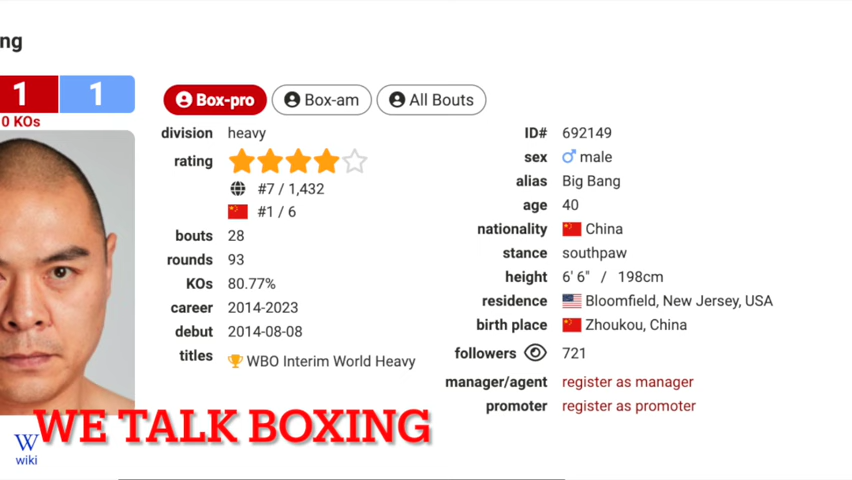 ng
1 1
0 KOs
Box-pro Box-am All Bouts
division heavy
rating
#7 / 1,432
#1 / 6
bouts 28
rounds 93
KOs 80.77%
career 2014-2023
debut 2014-08-08
titles WBO Interim World Heavy
ID# 692149
sex male
alias Big Bang
age 40
nationality China
stance southpaw
height 6' 6" / 198cm
residence Bloomfield, New Jersey, USA
birth place Zhoukou, China
followers 721
manager/agent register as manager
promoter register as promoter
WE TALK BOXING
W
wiki